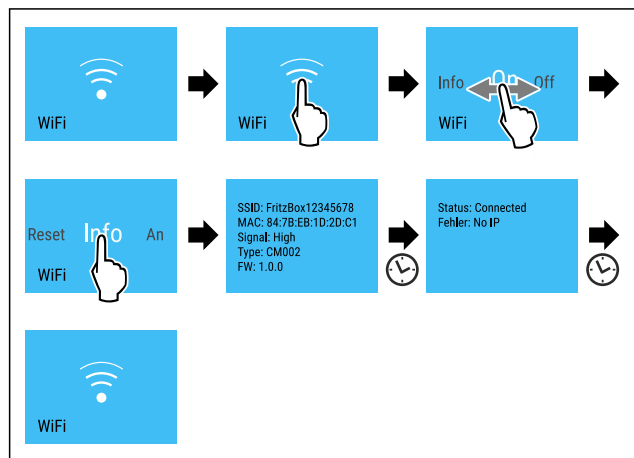 WiFi
WiFi
Info On Off
WiFi
Reset Info An
WiFi
SSID: FritzBox12345678
MAC: 84:7B:EB:1D:2D:C1
Signal: High
Type: CM002
FW: 1.0.0
Status: Connected
Fehler: No IP
WiFi